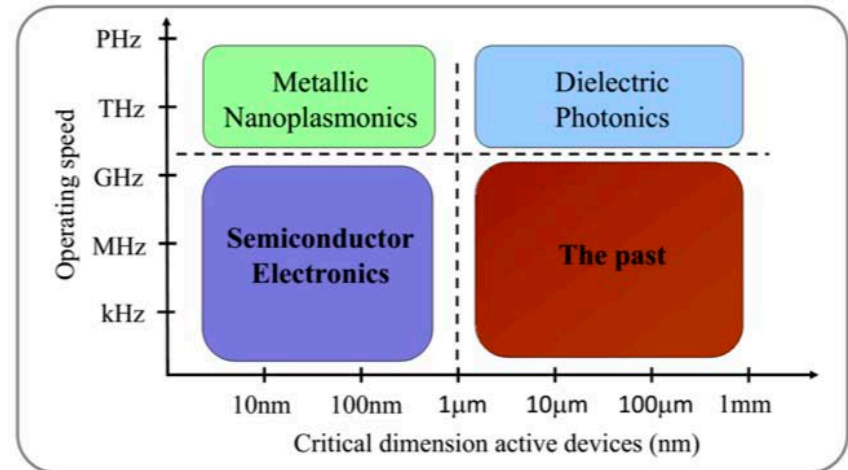 PHz
THz
GHz
MHz
kHz
Operating speed
Metallic
Nanoplasmonics
Dielectric
Photonics
Semiconductor
Electronics
The past
10nm
100nm
1μm
10μm
100μm
1mm
Critical dimension active devices (nm)